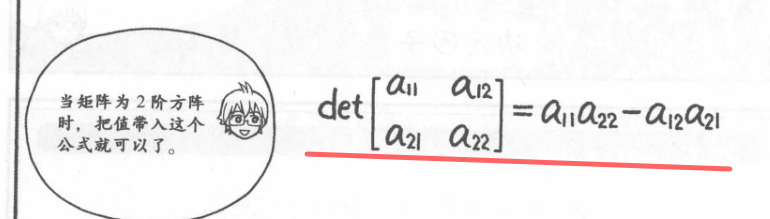 当矩阵为 2 阶方阵
时，把值带入这个
公式就可以了。
det[a₁₁ a₁₂
a₂₁ a₂₂] = a₁₁a₂₂-a₁₂a₂₁